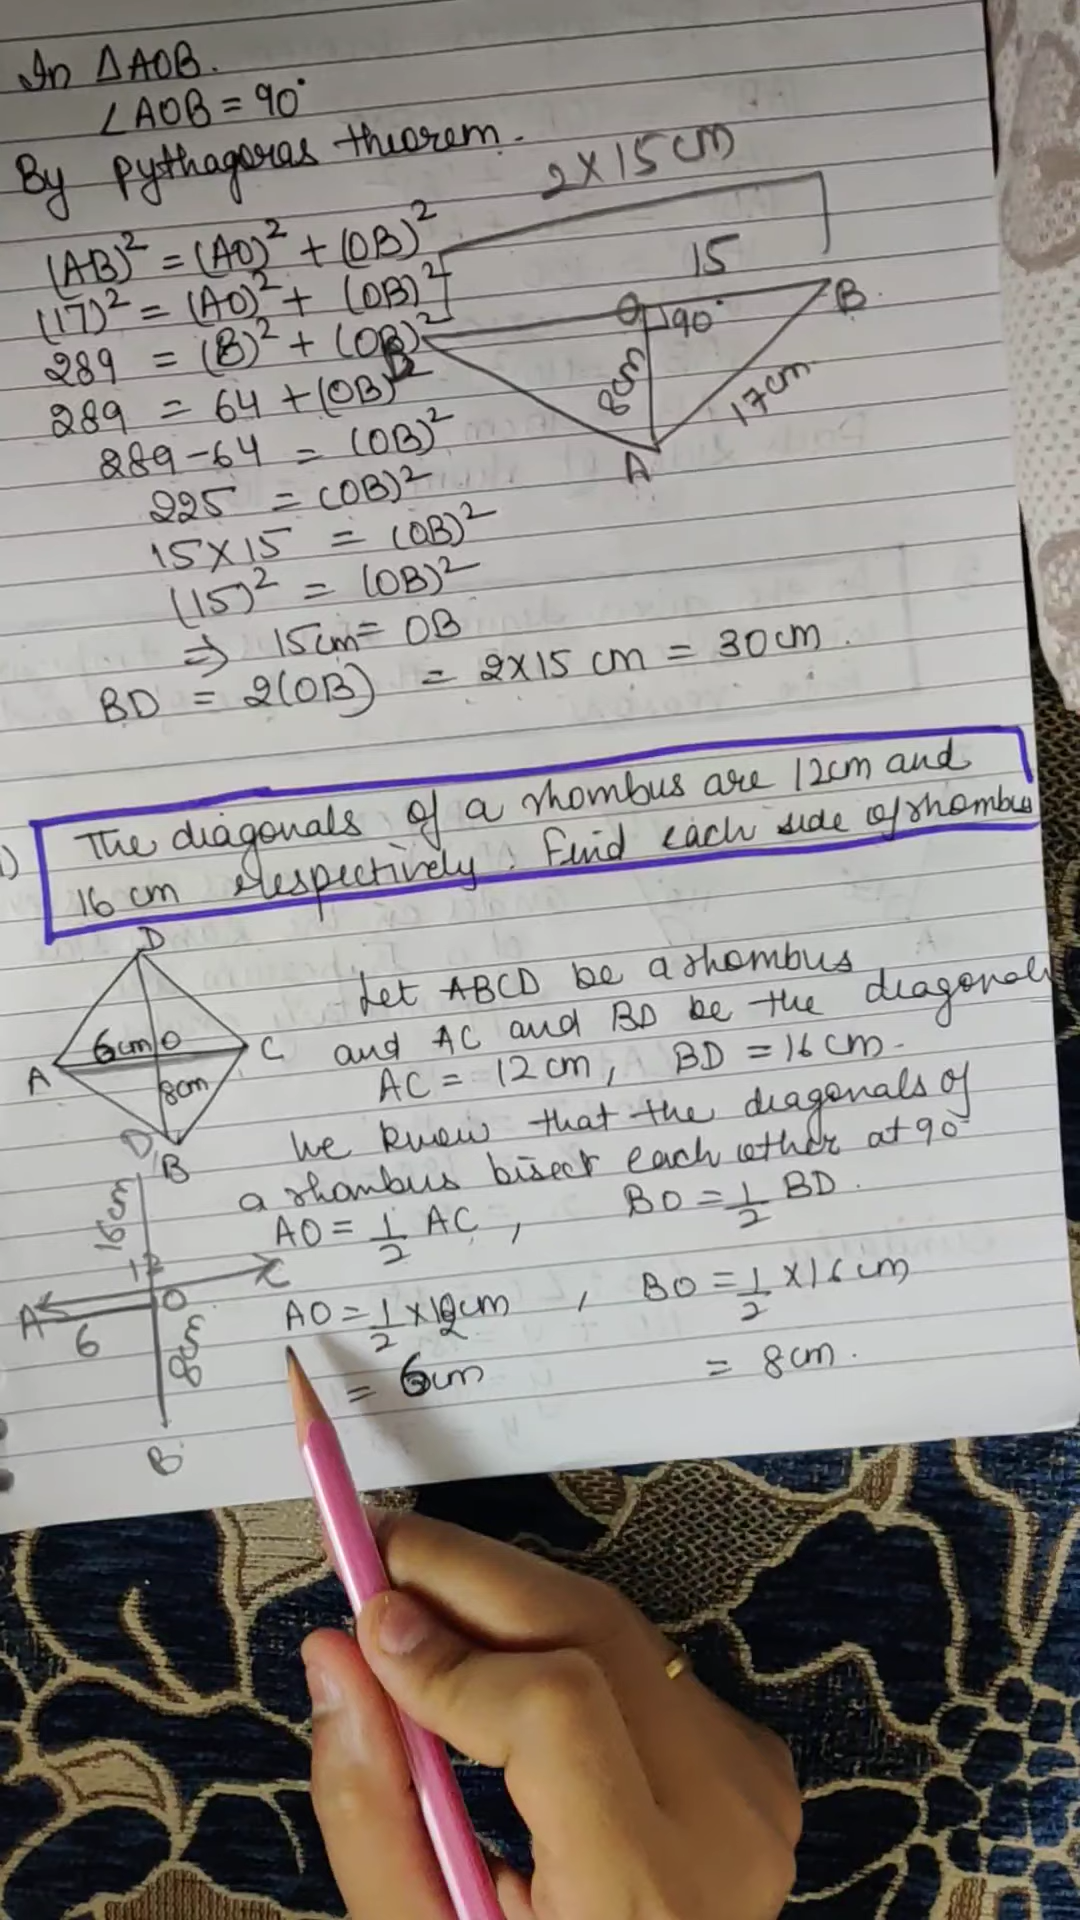 In ΔAOB.
∠AOB = 90°
By Pythagoras theorem.
2 × 15 cm
(AB)² = (AO)² + (OB)²
(17)² = (AO)² + (OB)²
289 = (8)² + (OB)²
289 = 64 + (OB)²
289 - 64 = (OB)²
225 = (OB)²
15 × 15 = (OB)²
(15)² = (OB)²
⇒ 15 cm = OB
BD = 2(OB) = 2×15 cm = 30 cm.
15
O 90° B
8cm 17 cm
A
The diagonals of a rhombus are 12cm and
16 cm respectively. Find each side of rhombus
D
A 6cm O C
8cm
B
Let ABCD be a rhombus
and AC and BD be the diagonals
AC = 12 cm, BD = 16 cm.
We know that the diagonals of
a rhombus bisect each other at 90°
AO = 1/2 AC, BO = 1/2 BD.
AO = 1/2 × 12 cm, BO = 1/2 × 16 cm
= 6cm = 8cm.
D
16cm
12
C
A O
6 8cm
B